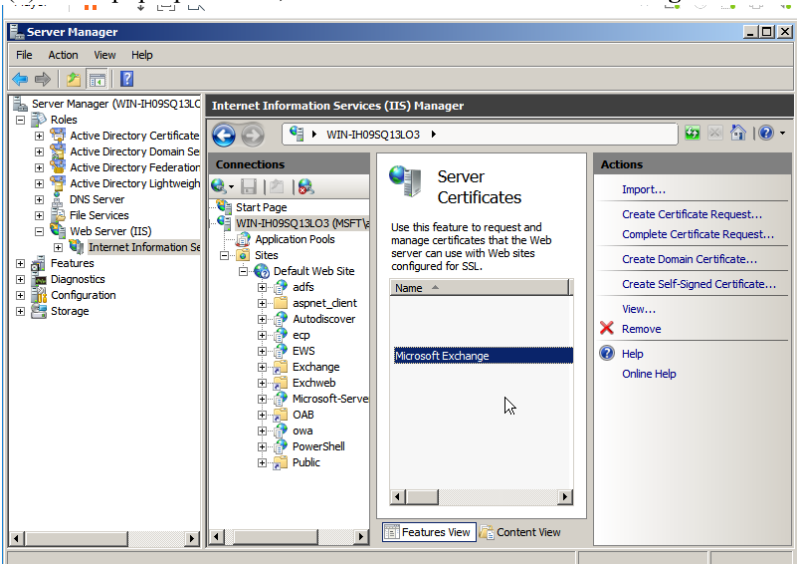 Server Manager
File Action View Help
Server Manager (WIN-IH09SQ13LC
Roles
Active Directory Certificate
Active Directory Domain Se
Active Directory Federation
Active Directory Lightweigh
DNS Server
File Services
Web Server (IIS)
Internet Information Se
Features
Diagnostics
Configuration
Storage
Internet Information Services (IIS) Manager
WIN-IH09SQ13LO3
Connections
Start Page
WIN-IH09SQ13LO3 (MSFT\a
Application Pools
Sites
Default Web Site
adfs
aspnet_client
Autodiscover
ecp
EWS
Exchange
Exchweb
Microsoft-Serve
OAB
owa
PowerShell
Public
Server
Certificates
Use this feature to request and
manage certificates that the Web
server can use with Web sites
configured for SSL.
Name
Microsoft Exchange
Features View Content View
Actions
Import...
Create Certificate Request...
Complete Certificate Request...
Create Domain Certificate...
Create Self-Signed Certificate...
View...
Remove
Help
Online Help